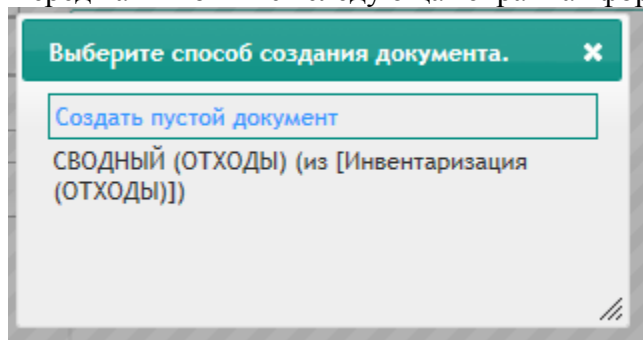 Выберите способ создания документа.
Создать пустой документ
СВОДНЫЙ (ОТХОДЫ) (из [Инвентаризация
(ОТХОДЫ)])